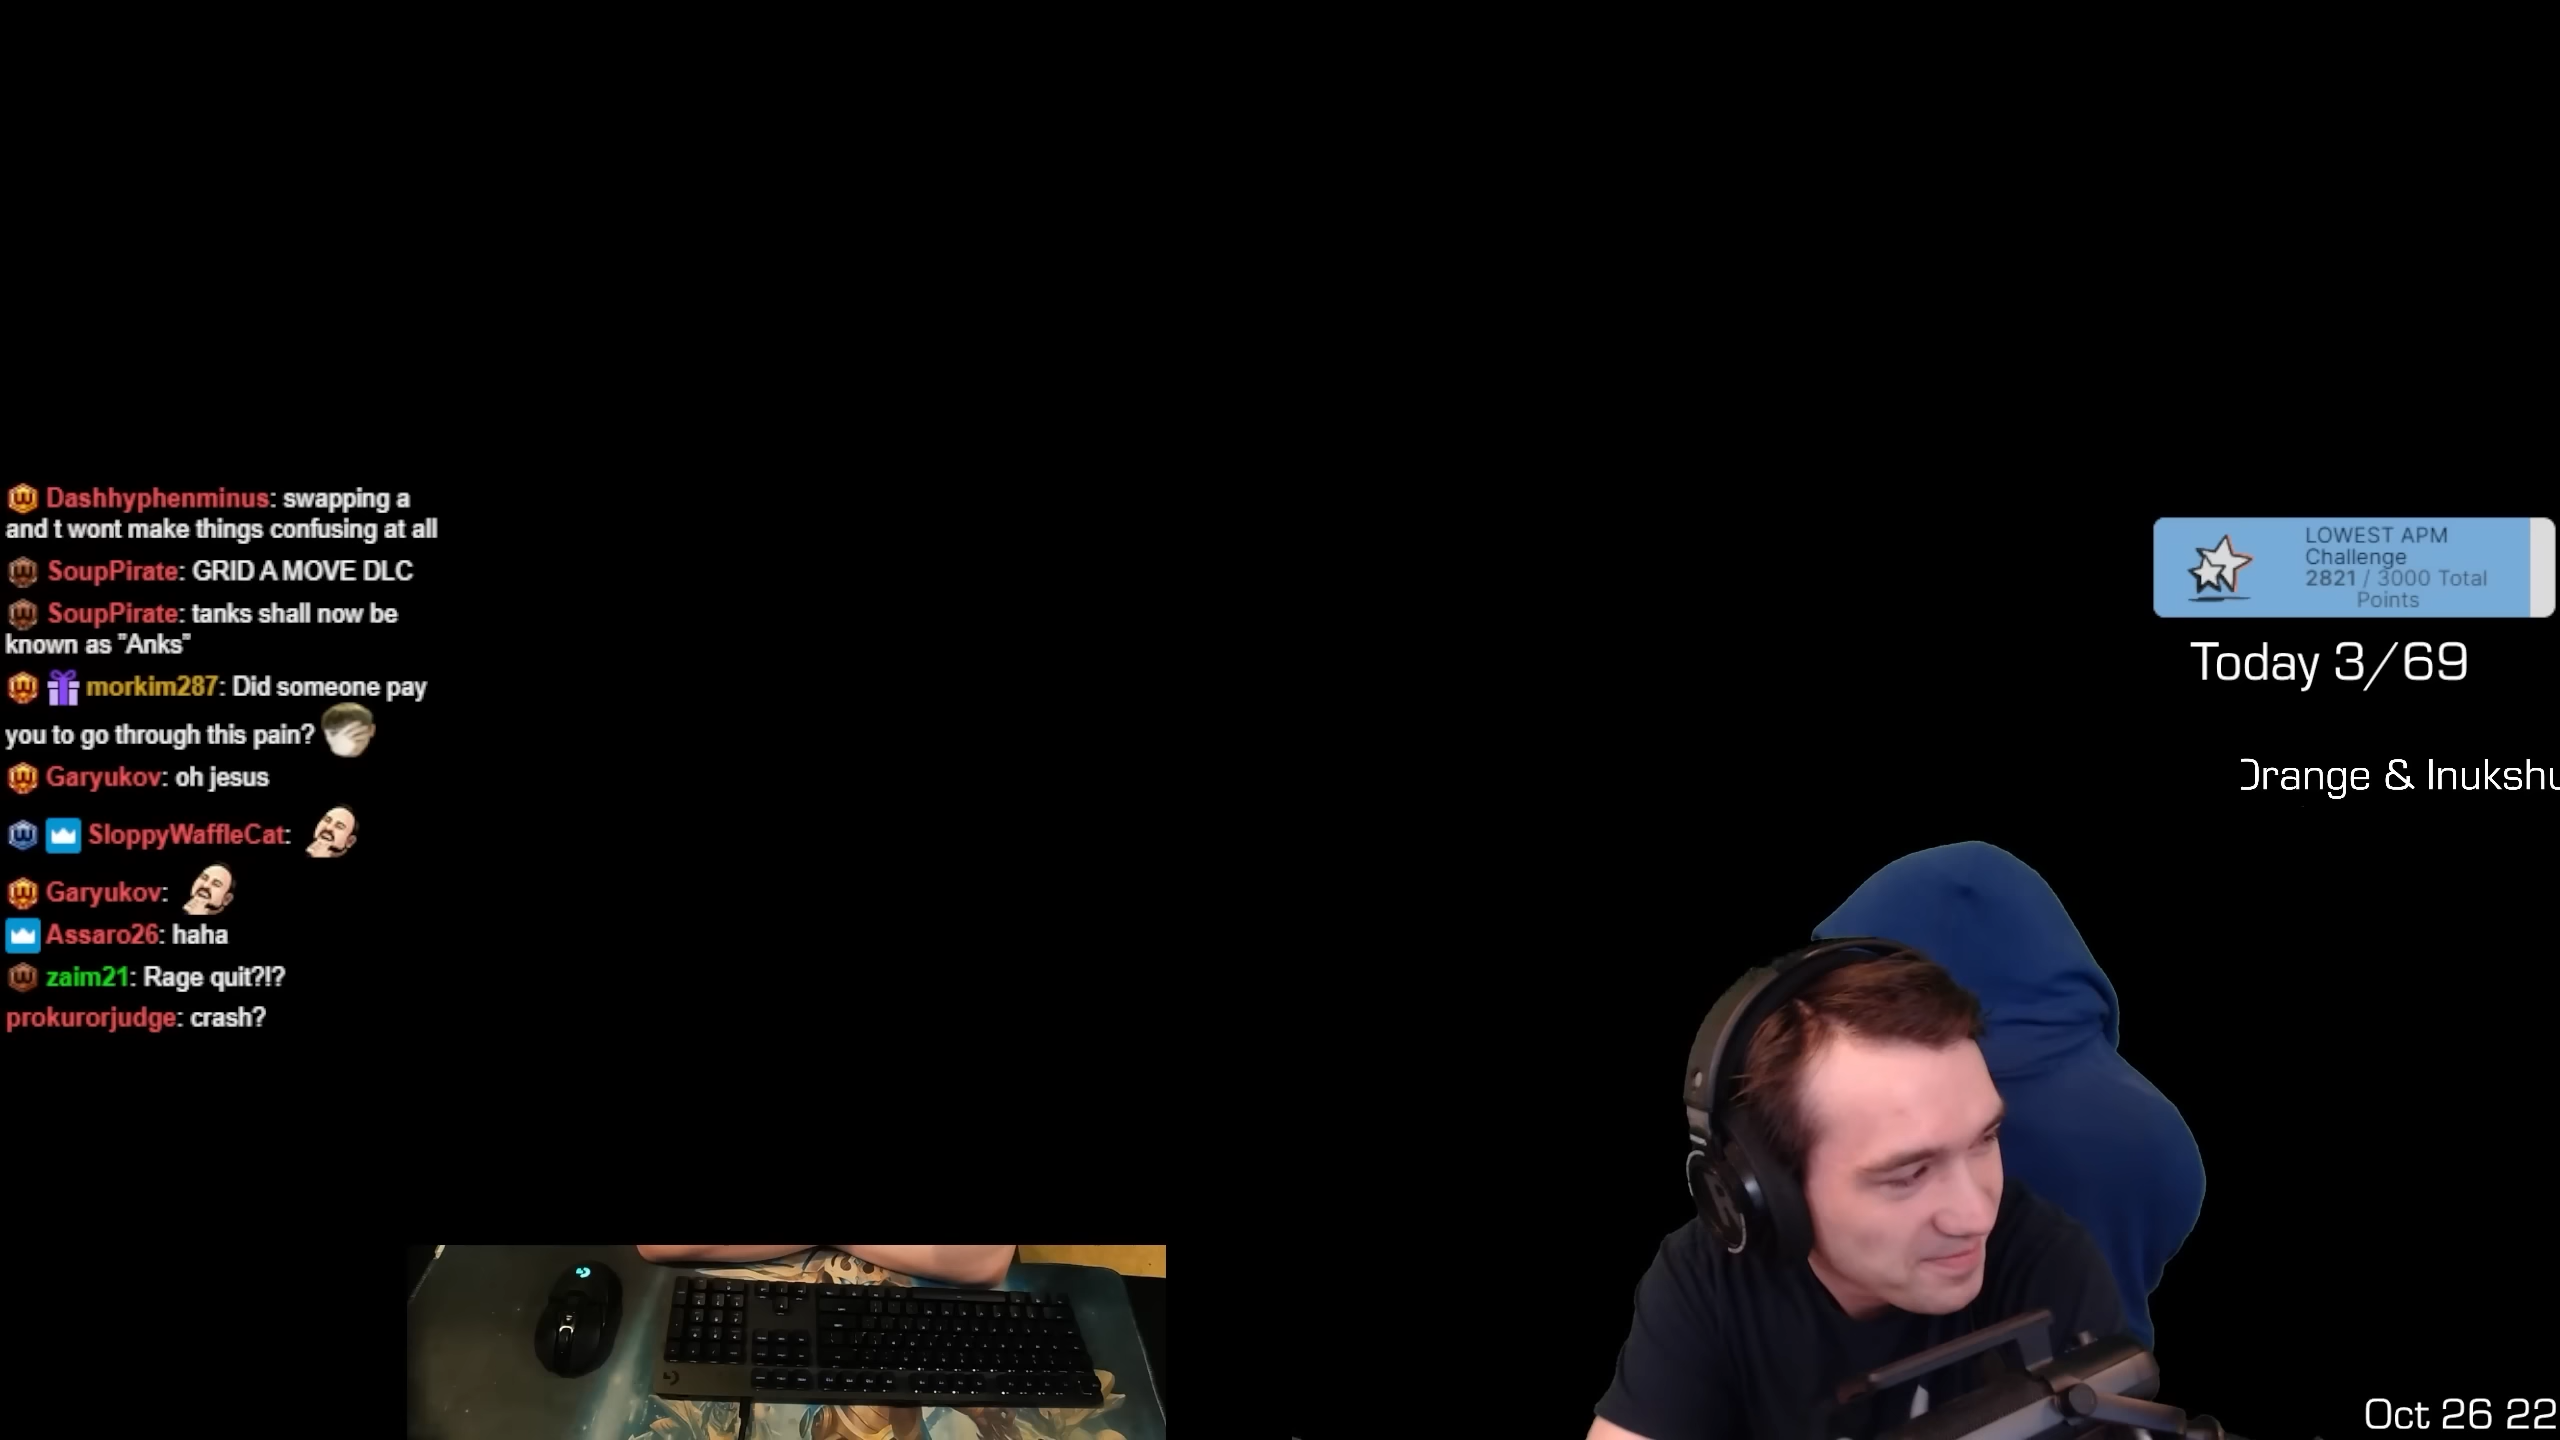 Dashhyphenminus: swapping a
and t wont make things confusing at all
SoupPirate: GRID A MOVE DLC
SoupPirate: tanks shall now be
known as "Anks"
morkim287: Did someone pay
you to go through this pain?
Garyukov: oh jesus
SloppyWaffleCat:
Garyukov:
Assaro26: haha
zaim21: Rage quit?!?
prokurorjudge: crash?
LOWEST APM
Challenge
2821 / 3000 Total
Points
Today 3/69
& 
Oct 26 22